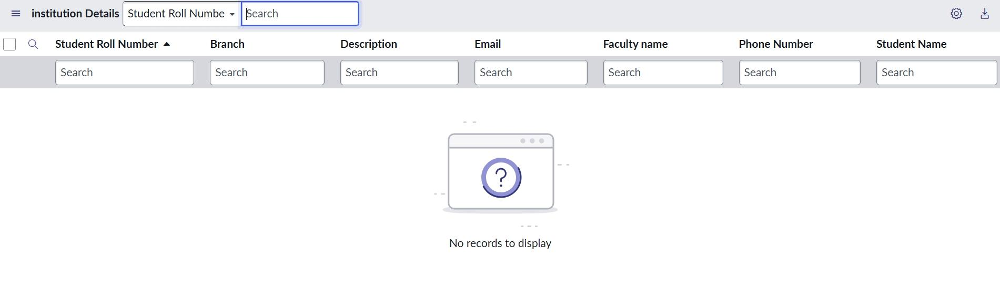 institution Details Student Roll Numbe Search
Student Roll Number Branch Description Email Faculty name Phone Number Student Name
Search Search Search Search Search Search Search
?
No records to display